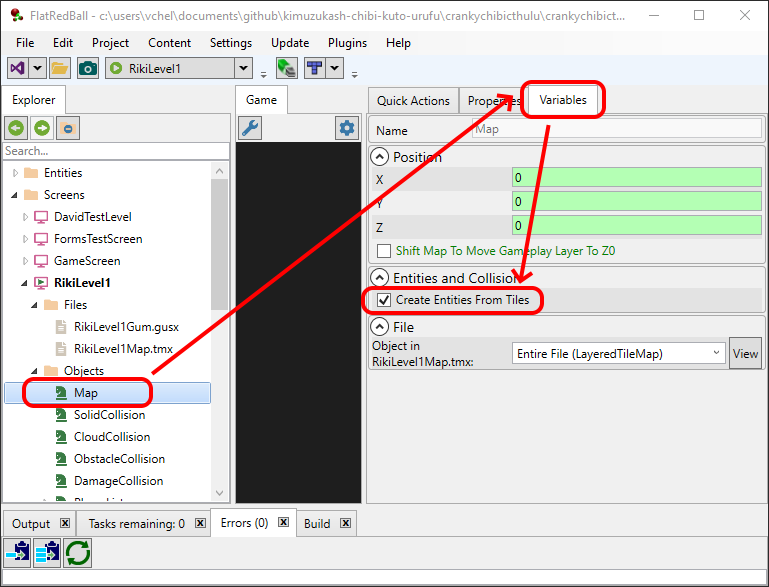 FlatRedBall - c:\users\vchel\documents\github\kimuzukash-chibi-kuto-urufu\crankychibicthulu\crankychibict...
File Edit Project Content Settings Update Plugins Help
RikiLevel1
Explorer
Search...
Entities
Screens
DavidTestLevel
FormsTestScreen
GameScreen
RikiLevel1
Files
RikiLevel1Gum.gusx
RikiLevel1Map.tmx
Objects
Map
SolidCollision
CloudCollision
ObstacleCollision
DamageCollision
Game
Quick Actions Properties Variables
Name Map
Position
X 0
Y 0
Z 0
Shift Map To Move Gameplay Layer To Z0
Entities and Collision
Create Entities From Tiles
File
Object in
RikiLevel1Map.tmx:
Entire File (LayeredTileMap)
View
Output Tasks remaining: 0 Errors (0) Build